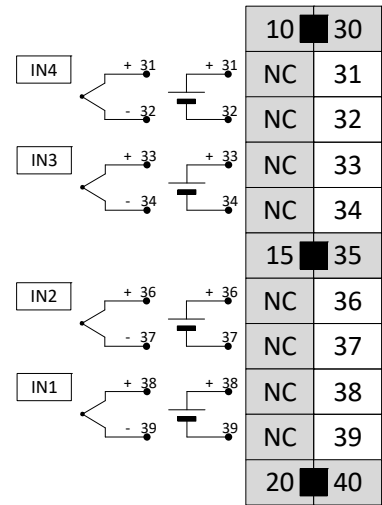 10 30
IN4 + 31 + 31 NC 31
- 32 32 NC 32
IN3 + 33 + 33 NC 33
- 34 34 NC 34
15 35
IN2 + 36 + 36 NC 36
- 37 37 NC 37
IN1 + 38 + 38 NC 38
- 39 39 NC 39
20 40